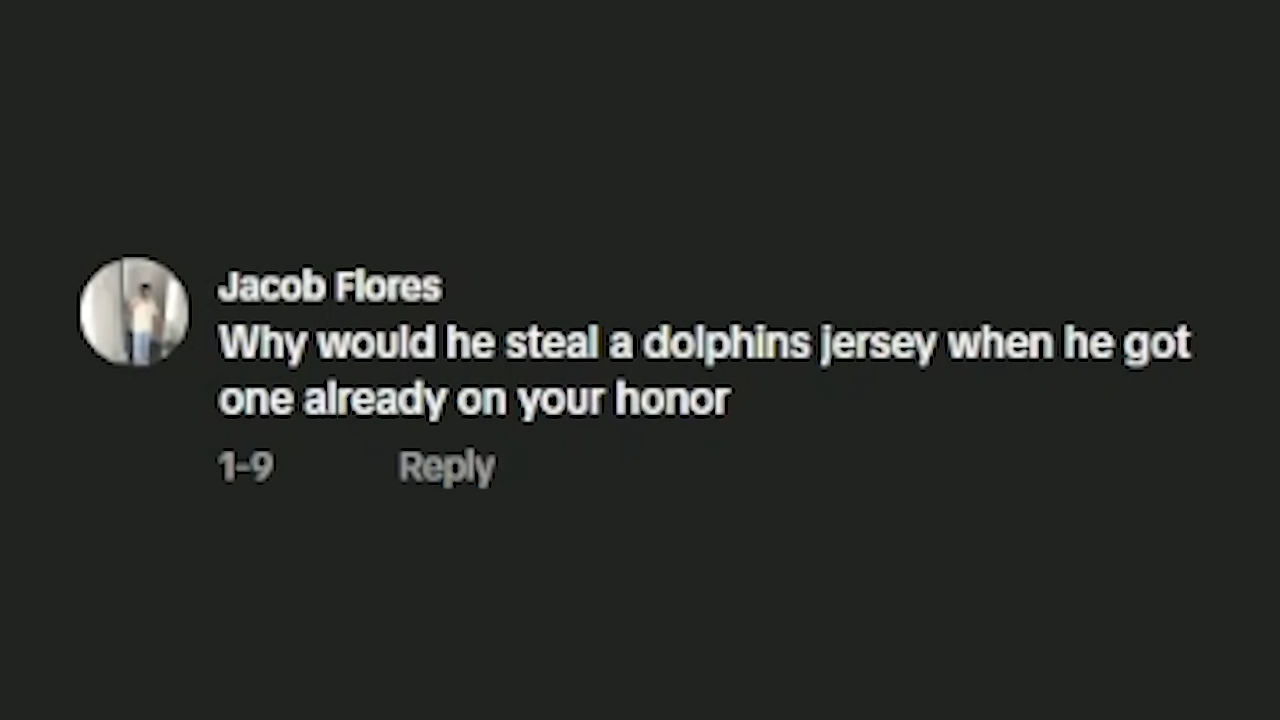 Jacob Flores
Why would he steal a dolphins jersey when he got
one already on your honor
1-9 Reply